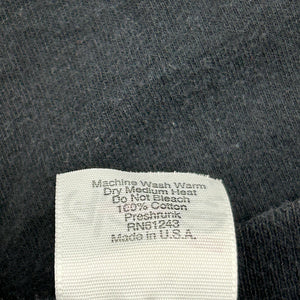 Machine Wash Warm
Dry Medium Heat
Do Not Bleach
100% Cotton
Preshrunk
RN51243
Made in U.S.A.